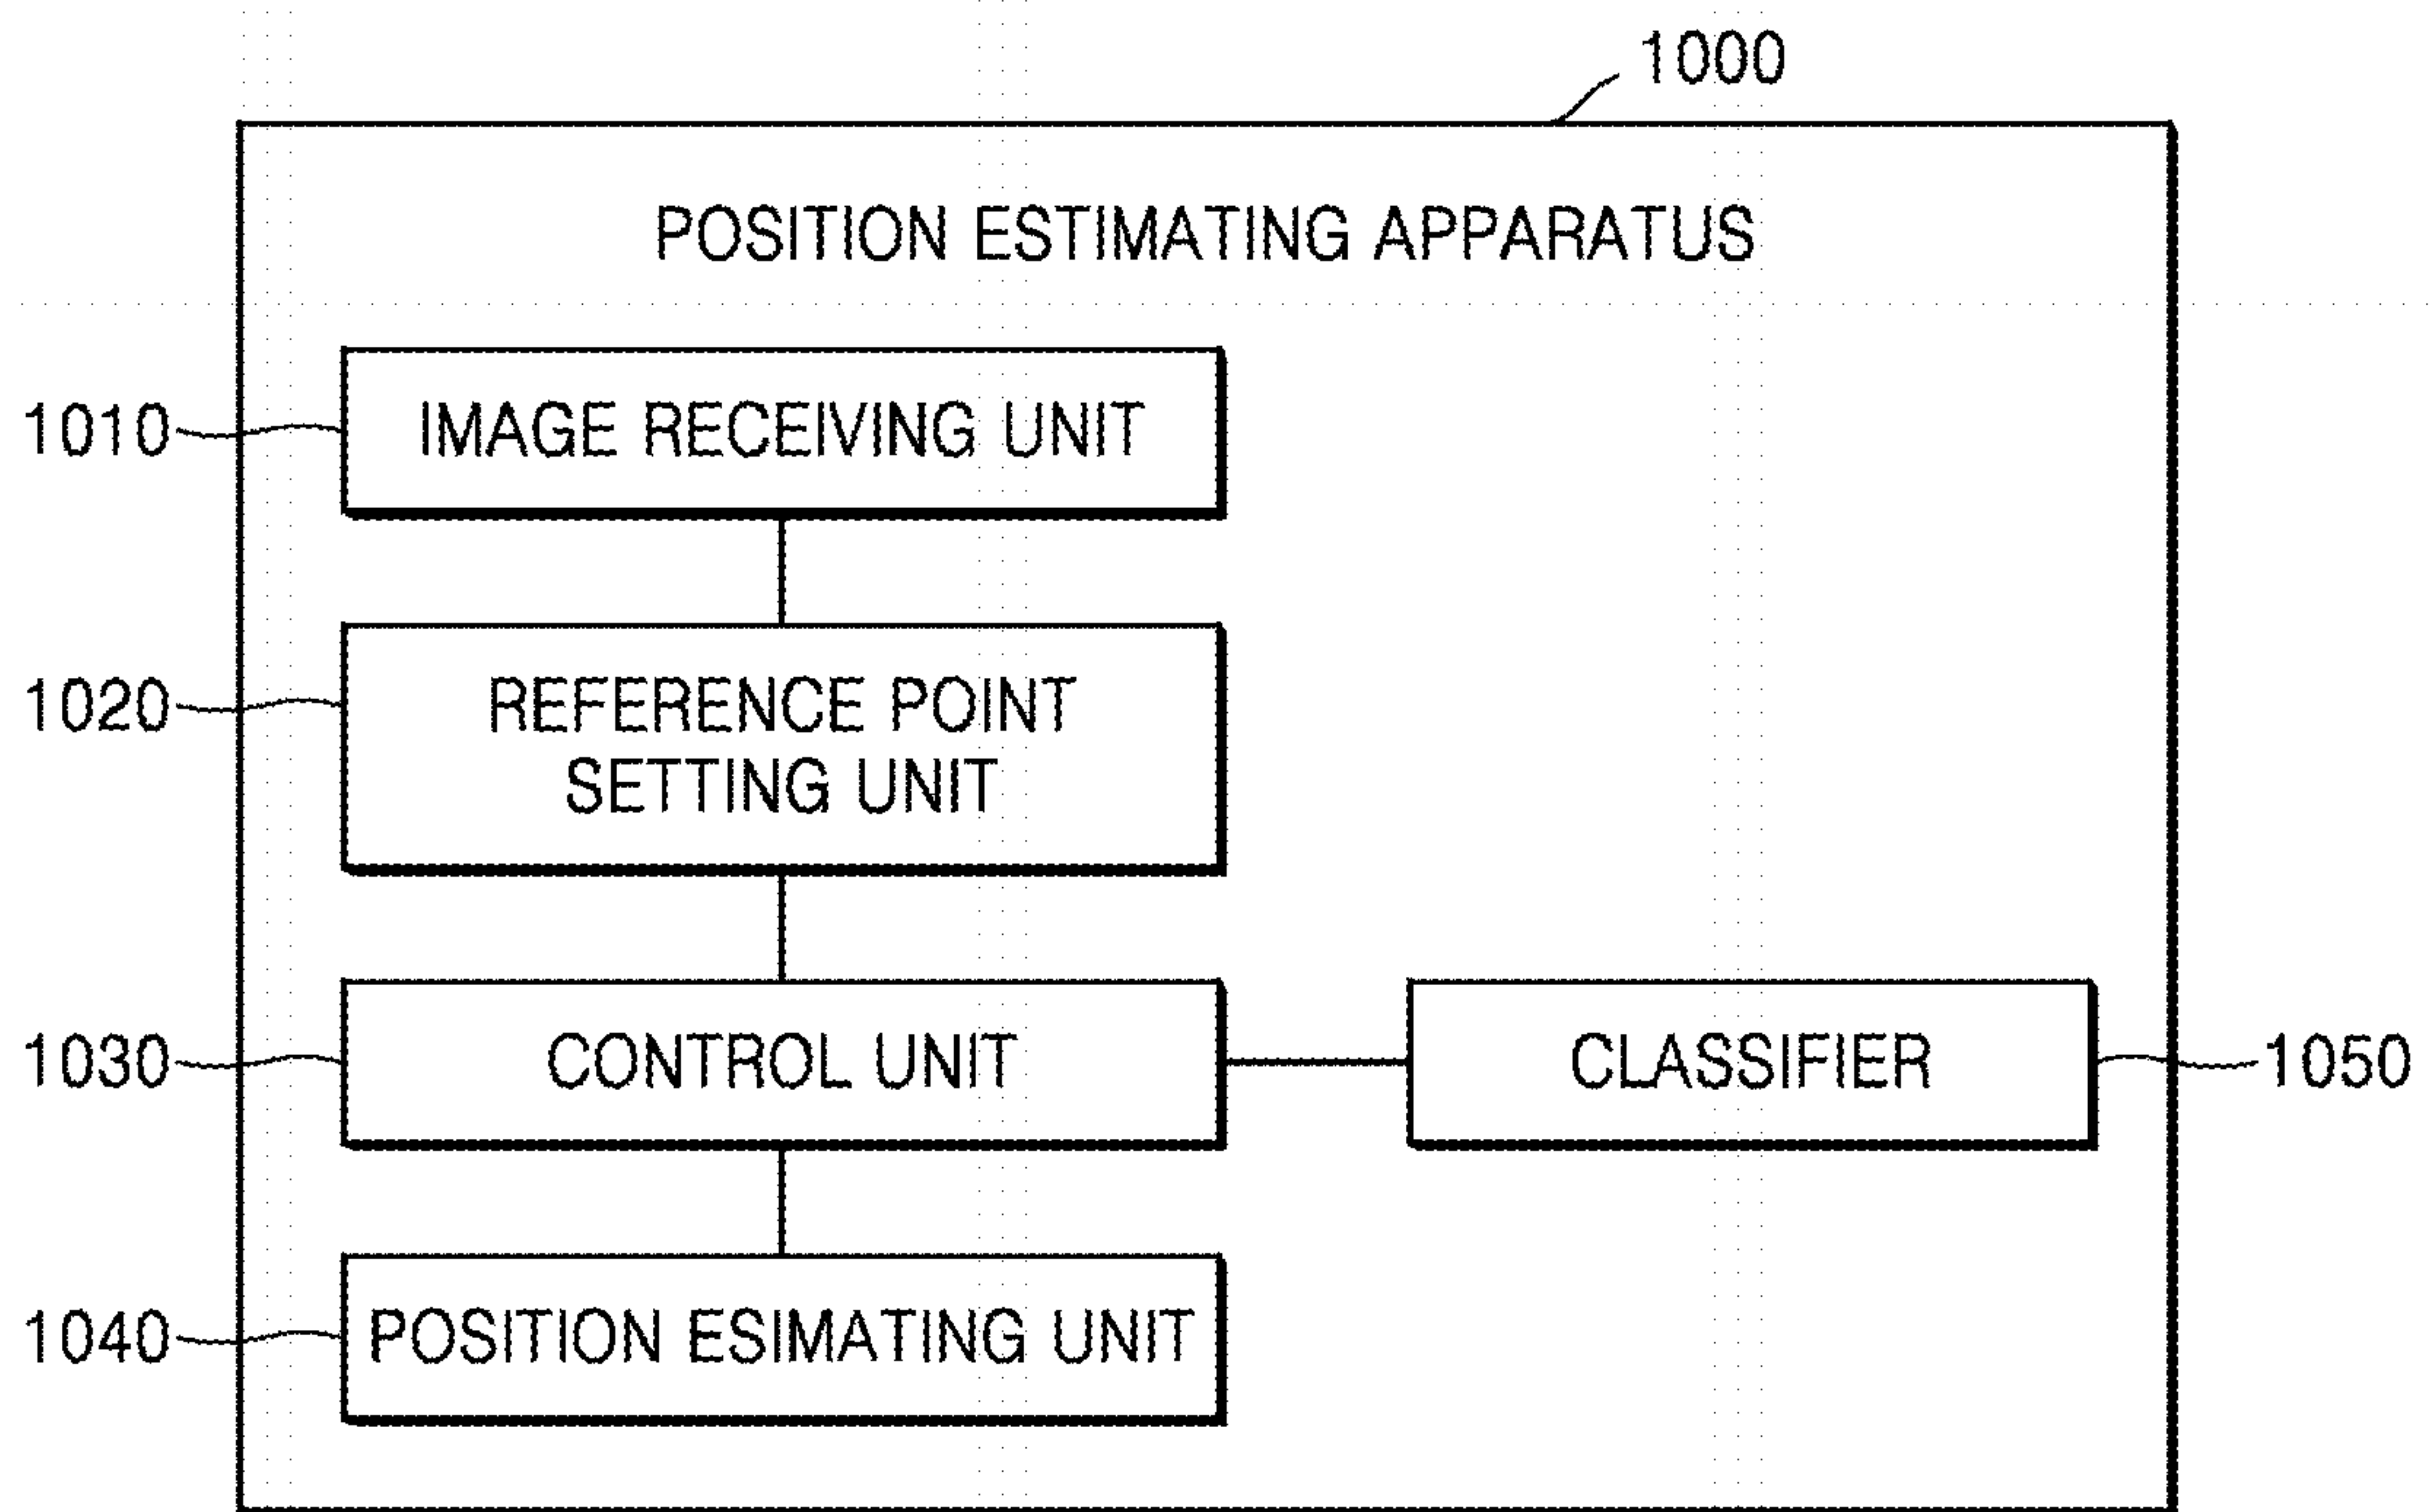 1000
POSITION ESTIMATING APPARATUS
1010
IMAGE RECEIVING UNIT
1020
REFERENCE POINT
SETTING UNIT
1030
CONTROL UNIT
CLASSIFIER
1050
1040
POSITION ESIMATING UNIT